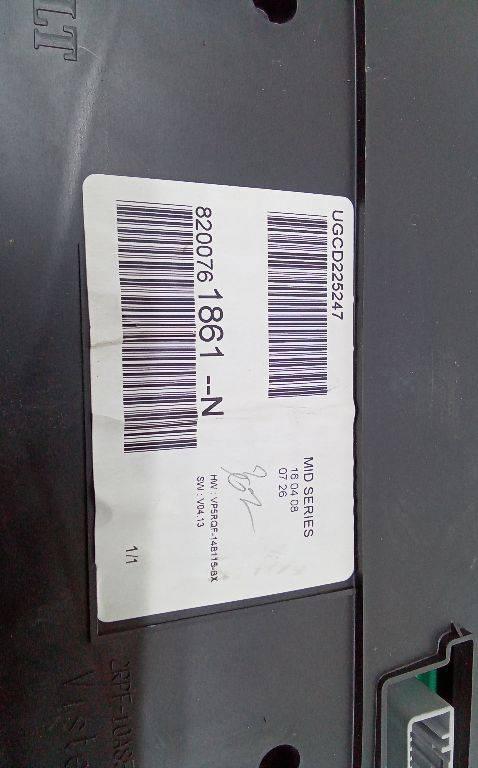 UGCD225247
820076 1861 --N
MID SERIES
16 04 08
07 26
HW : VP5RQF-14B115-BX
SW : V04.13
1/1